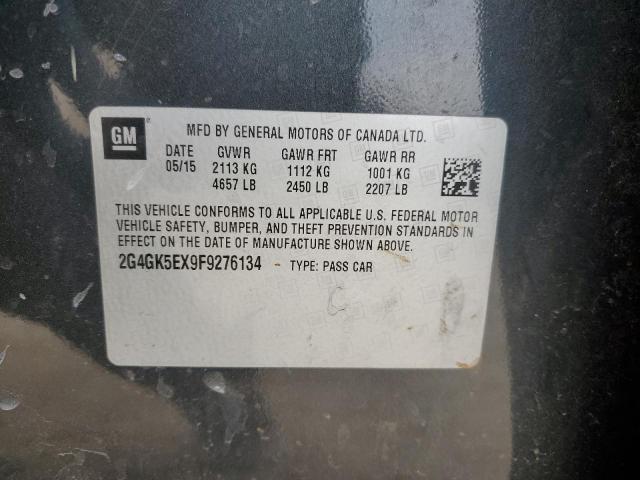 GM
MFD BY GENERAL MOTORS OF CANADA LTD.
DATE GVWR GAWR FRT GAWR RR
05/15 2113 KG 1112 KG 1001 KG
4657 LB 2450 LB 2207 LB
THIS VEHICLE CONFORMS TO ALL APPLICABLE U.S. FEDERAL MOTOR
VEHICLE SAFETY, BUMPER, AND THEFT PREVENTION STANDARDS IN
EFFECT ON THE DATE OF MANUFACTURE SHOWN ABOVE.
2G4GK5EX9F9276134 TYPE: PASS CAR